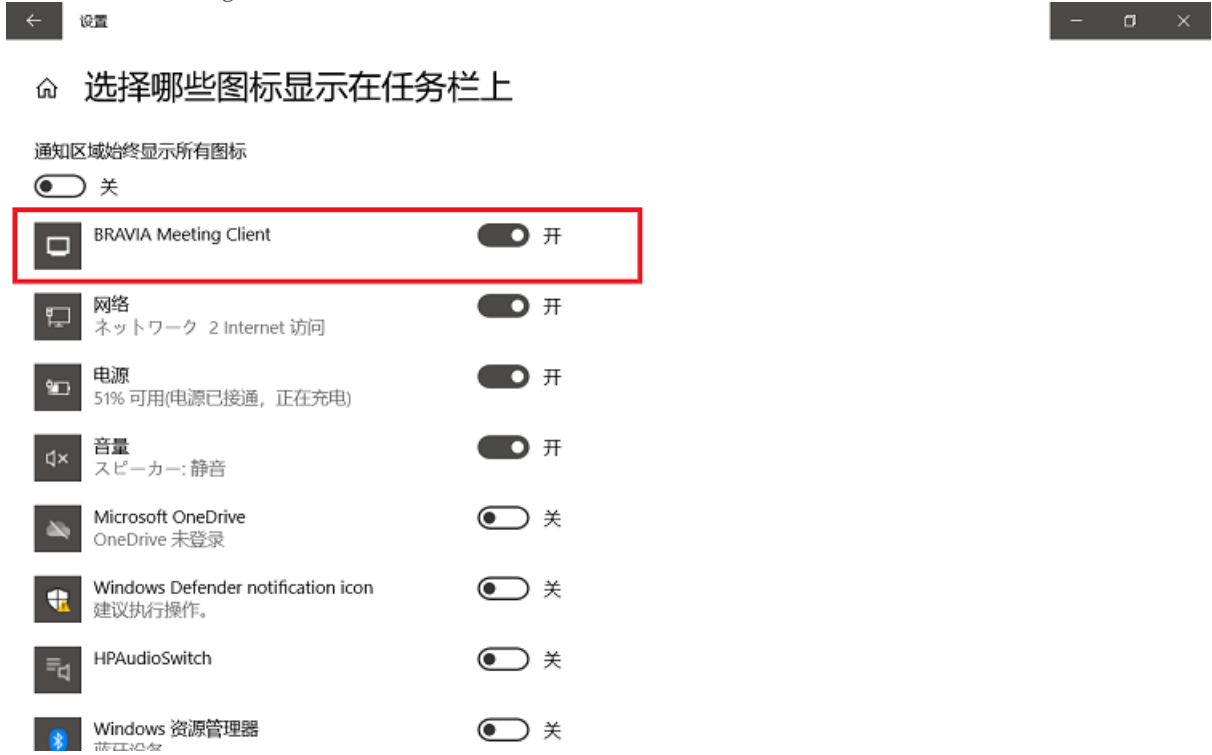 设置
选择哪些图标显示在任务栏上
通知区域始终显示所有图标
关
BRAVIA Meeting Client
开
网络
开
ネットワーク 2 Internet 访问
电源
开
51% 可用(电源已接通，正在充电)
音量
开
スピーカー: 静音
Microsoft OneDrive
关
OneDrive 未登录
Windows Defender notification icon
关
建议执行操作。
HPAudioSwitch
关
Windows 资源管理器
关
蓝牙设备